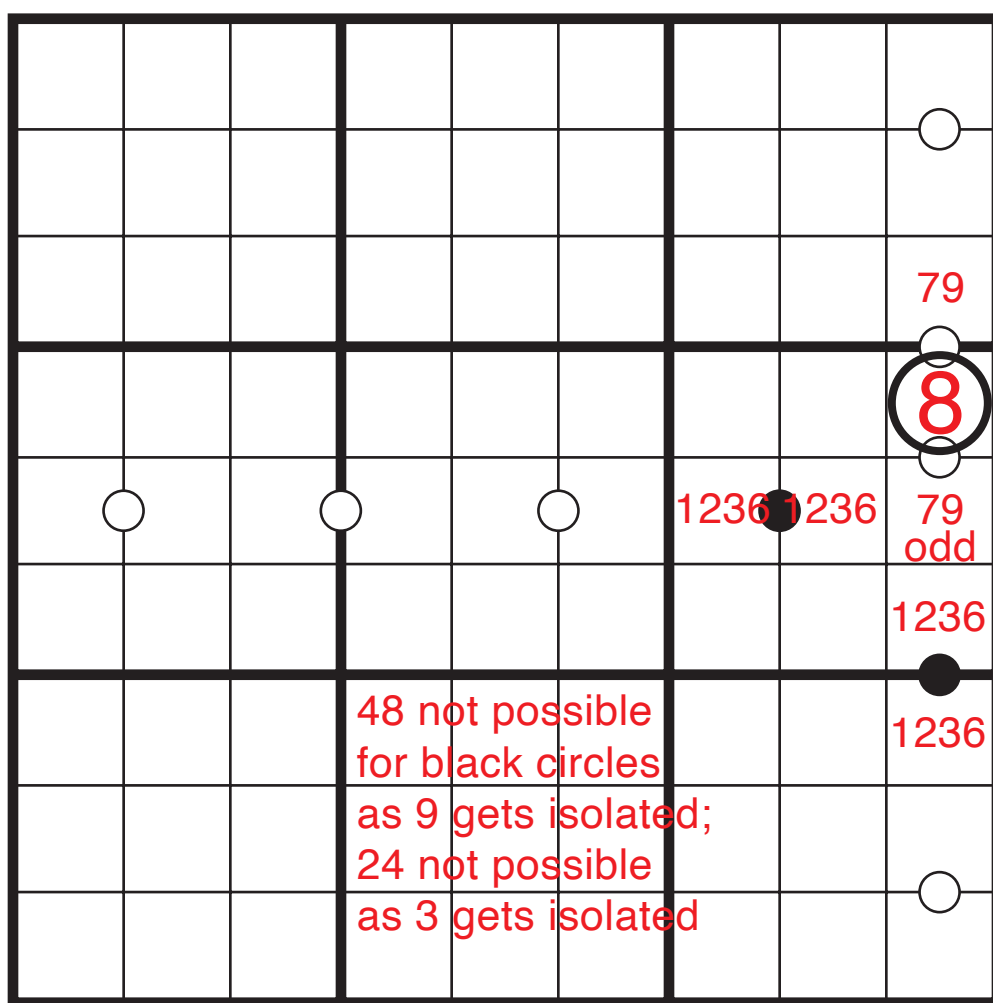 79
8
1236 1236 79
odd
1236
1236
48 not possible
for black circles
as 9 gets isolated;
24 not possible
as 3 gets isolated